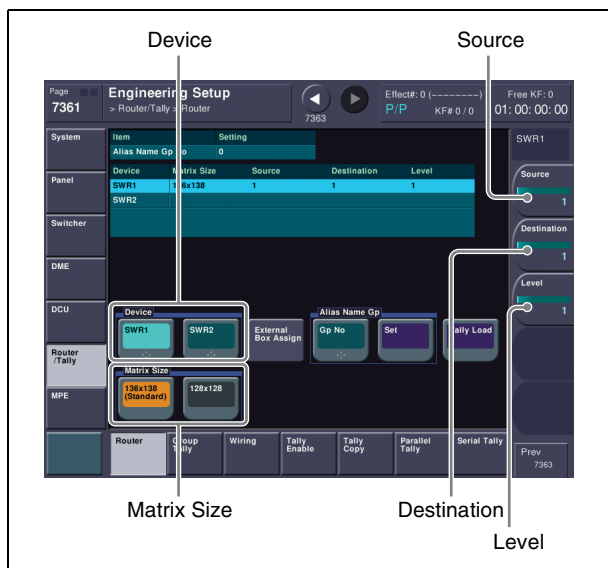 Device
Source
Page
7361
Engineering Setup
> Router/Tally > Router
7363
Effect#: 0 (--------)
P/P KF# 0 / 0
Free KF: 0
01: 00: 00: 00
System
Panel
Switcher
DME
DCU
Router
/Tally
MPE
Item Setting
Alias Name Gp No 0
Device Matrix Size Source Destination Level
SWR1 136x138 1 1 1
SWR2
SWR1
Source
1
Destination
1
Level
1
Device
SWR1
SWR2
External
Box Assign
Alias Name Gp
Gp No
Set
Tally Load
Matrix Size
136x138
(Standard)
128x128
Router
Group
Tally
Wiring
Tally
Enable
Tally
Copy
Parallel
Tally
Serial Tally
Prev
7363
Matrix Size
Destination
Level